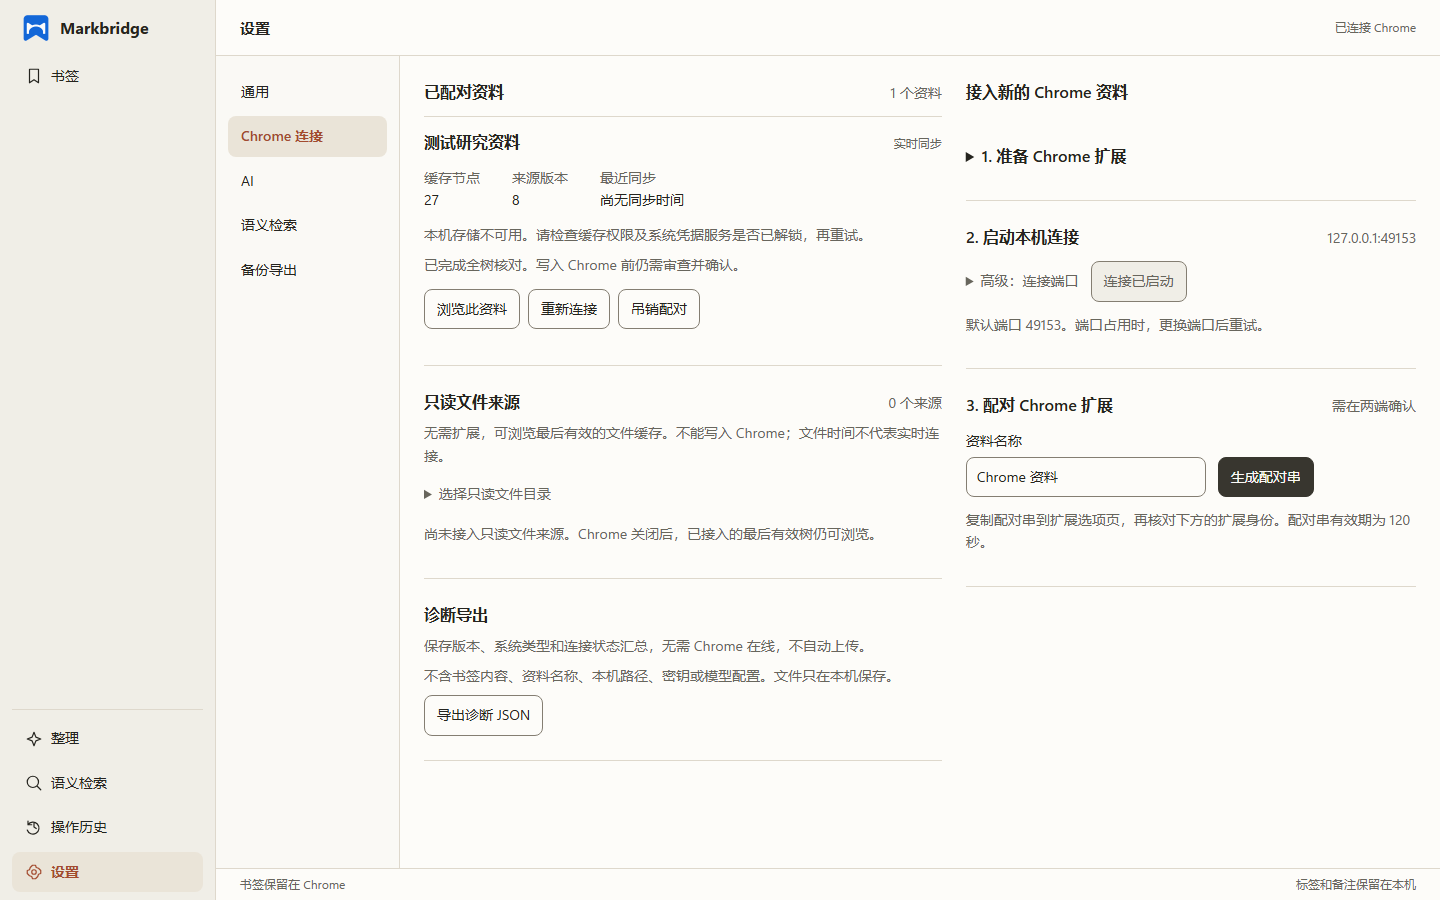 Markbridge
书签
整理
语义检索
操作历史
设置
设置
已连接 Chrome
通用
Chrome 连接
AI
语义检索
备份导出
已配对资料
1 个资料
测试研究资料
实时同步
缓存节点
来源版本
最近同步
27
8
尚无同步时间
本机存储不可用。请检查缓存权限及系统凭据服务是否已解锁，再重试。
已完成全树核对。写入 Chrome 前仍需审查并确认。
浏览此资料
重新连接
吊销配对
只读文件来源
0 个来源
无需扩展，可浏览最后有效的文件缓存。不能写入 Chrome；文件时间不代表实时连
接。
选择只读文件目录
尚未接入只读文件来源。Chrome 关闭后，已接入的最后有效树仍可浏览。
诊断导出
保存版本、系统类型和连接状态汇总，无需 Chrome 在线，不自动上传。
不含书签内容、资料名称、本机路径、密钥或模型配置。文件只在本机保存。
导出诊断 JSON
接入新的 Chrome 资料
1. 准备 Chrome 扩展
2. 启动本机连接
127.0.0.1:49153
高级：连接端口
连接已启动
默认端口 49153。端口占用时，更换端口后重试。
3. 配对 Chrome 扩展
需在两端确认
资料名称
Chrome 资料
生成配对串
复制配对串到扩展选项页，再核对下方的扩展身份。配对串有效期为 120
秒。
书签保留在 Chrome
标签和备注保留在本机